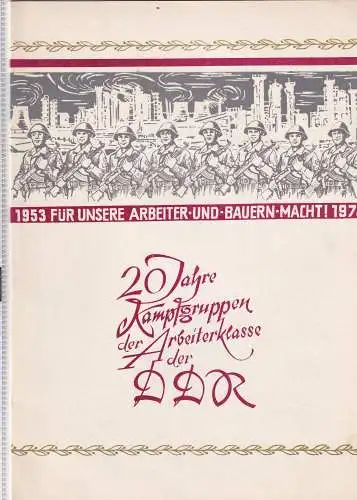 1953 FÜR UNSERE ARBEITER-UND-BAUERN-MACHT! 197
20 Jahre
Kampfgruppen
der Arbeiterklasse
der
DDR